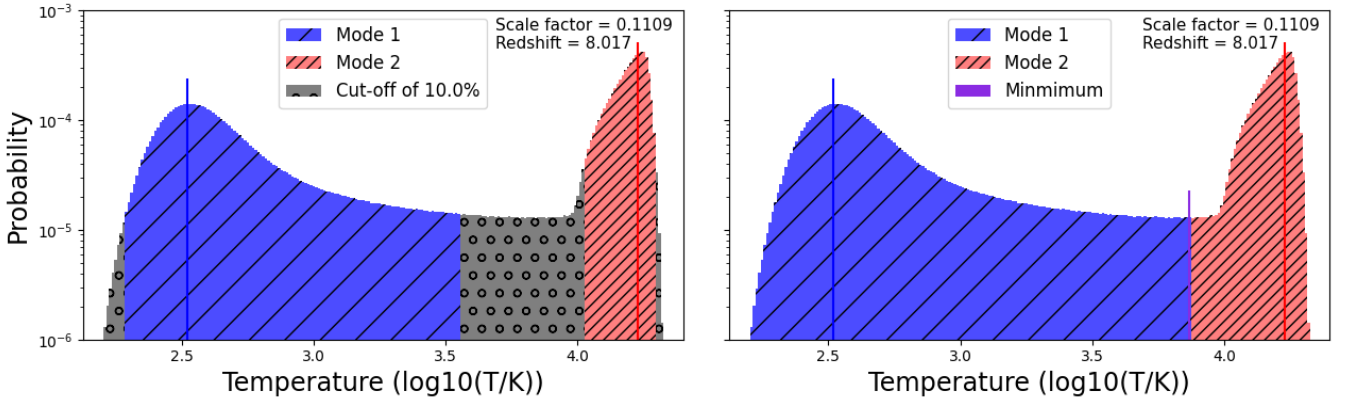 10⁻³
10⁻⁴
10⁻⁵
10⁻⁶
Probability
Mode 1
Mode 2
Cut-off of 10.0%
Scale factor = 0.1109
Redshift = 8.017
2.5 3.0 3.5 4.0
Temperature (log10(T/K))
Mode 1
Mode 2
Minmimum
Scale factor = 0.1109
Redshift = 8.017
2.5 3.0 3.5 4.0
Temperature (log10(T/K))